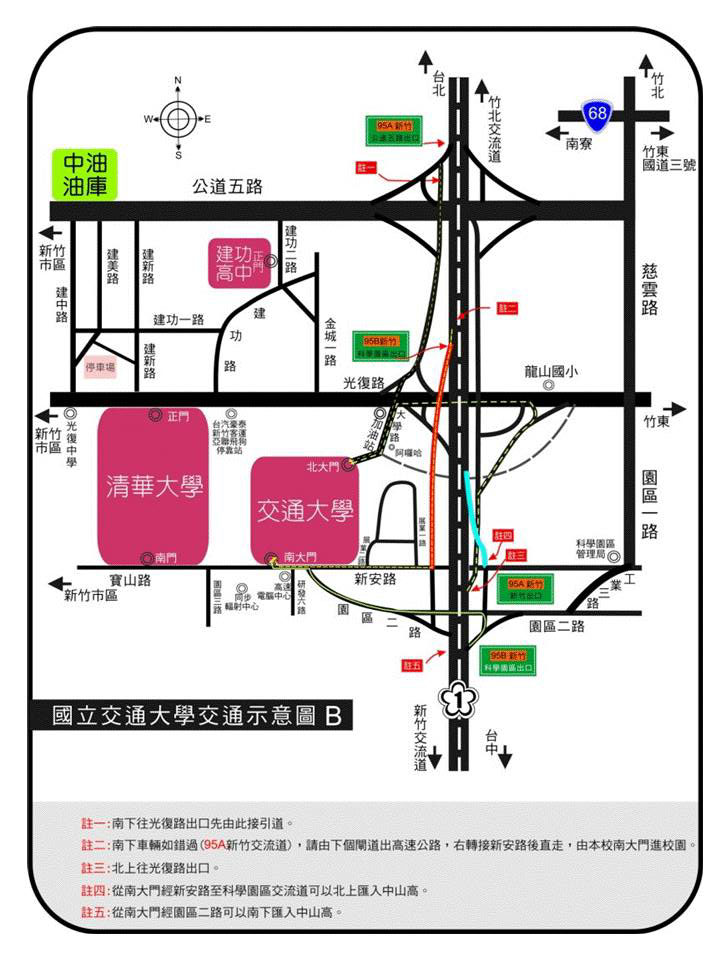 N
W
E
S
台北
竹北交流道
竹北
68
南寮
竹東
國道三號
95A 新竹
公道五路出口
註一
中油
油庫
公道五路
新竹
市區
建中路
建美路
建新路
建功
高中
正門
建功二路
慈雲路
註二
建功一路
建功路
金城一路
95B新竹
科學園區出口
建新路
停車場
光復路
龍山國小
新竹
市區
光復中學
正門
台汽豪泰
新竹客運
亞聯飛狗
停靠站
加油站
大學路
阿囉哈
竹東
清華大學
北大門
交通大學
園區一路
展業一路
展業二路
註四
科學園區
管理局
註三
南門
南大門
寶山路
新安路
95A 新竹
新竹出口
工業三路
新竹市區
園區三路
同步
輻射中心
高速
電腦中心
研發六路
園區二路
園區二路
註五
95B 新竹
科學園區出口
1
國立交通大學交通示意圖 B
新竹交流道
台中
註一:南下往光復路出口先由此接引道。
註二:南下車輛如錯過(95A新竹交流道)，請由下個閘道出高速公路，右轉接新安路後直走，由本校南大門進校園。
註三:北上往光復路出口。
註四:從南大門經新安路至科學園區交流道可以北上匯入中山高。
註五:從南大門經園區二路可以南下匯入中山高。